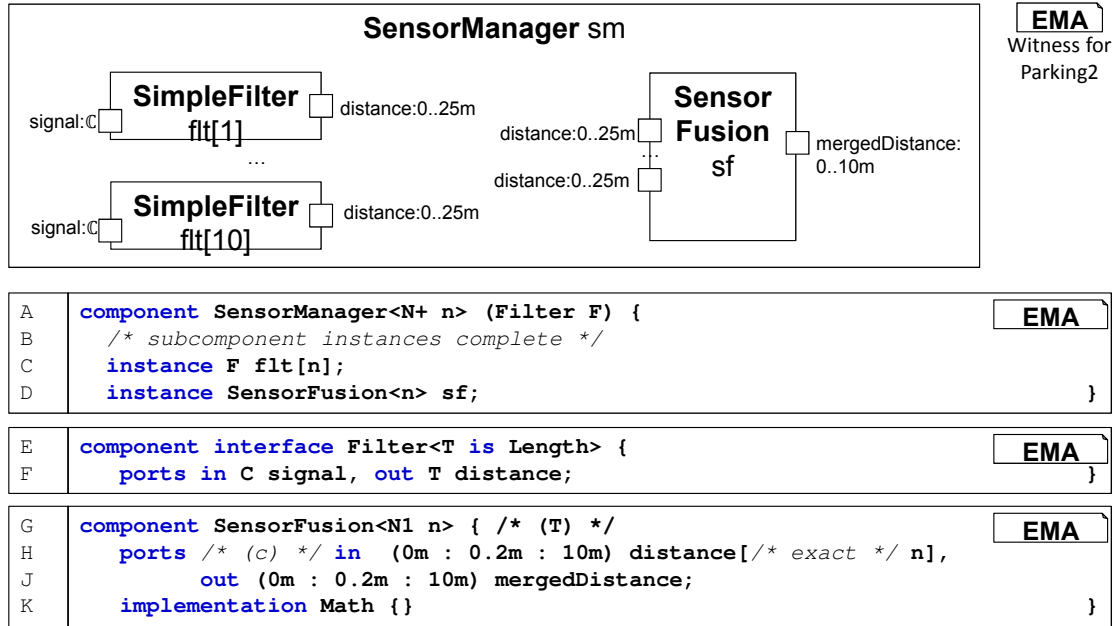 SensorManager sm
EMA
Witness for
Parking2
SimpleFilter
flt[1]
signal:ℂ
distance:0..25m
...
SimpleFilter
flt[10]
signal:ℂ
distance:0..25m
Sensor
Fusion
sf
distance:0..25m
...
distance:0..25m
mergedDistance:
0..10m
A component SensorManager<N+ n> (Filter F) {
EMA
B /* subcomponent instances complete */
C instance F flt[n];
D instance SensorFusion<n> sf; }
E component interface Filter<T is Length> {
EMA
F ports in C signal, out T distance; }
G component SensorFusion<N1 n> { /* (T) */
EMA
H ports /* (c) */ in (0m : 0.2m : 10m) distance[/* exact */ n],
J out (0m : 0.2m : 10m) mergedDistance;
K implementation Math {} }